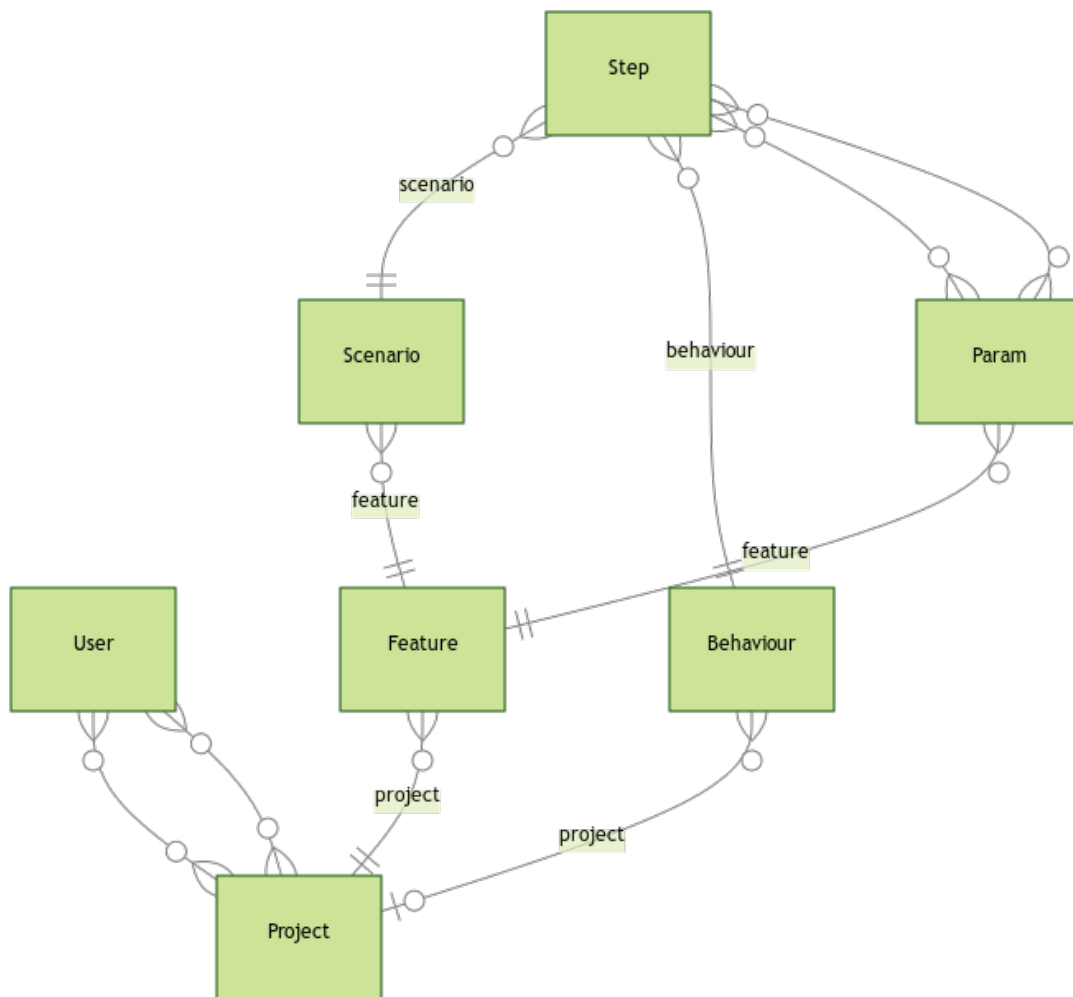 Step
scenario
Scenario
behaviour
Param
feature
feature
User
Feature
Behaviour
project
project
Project